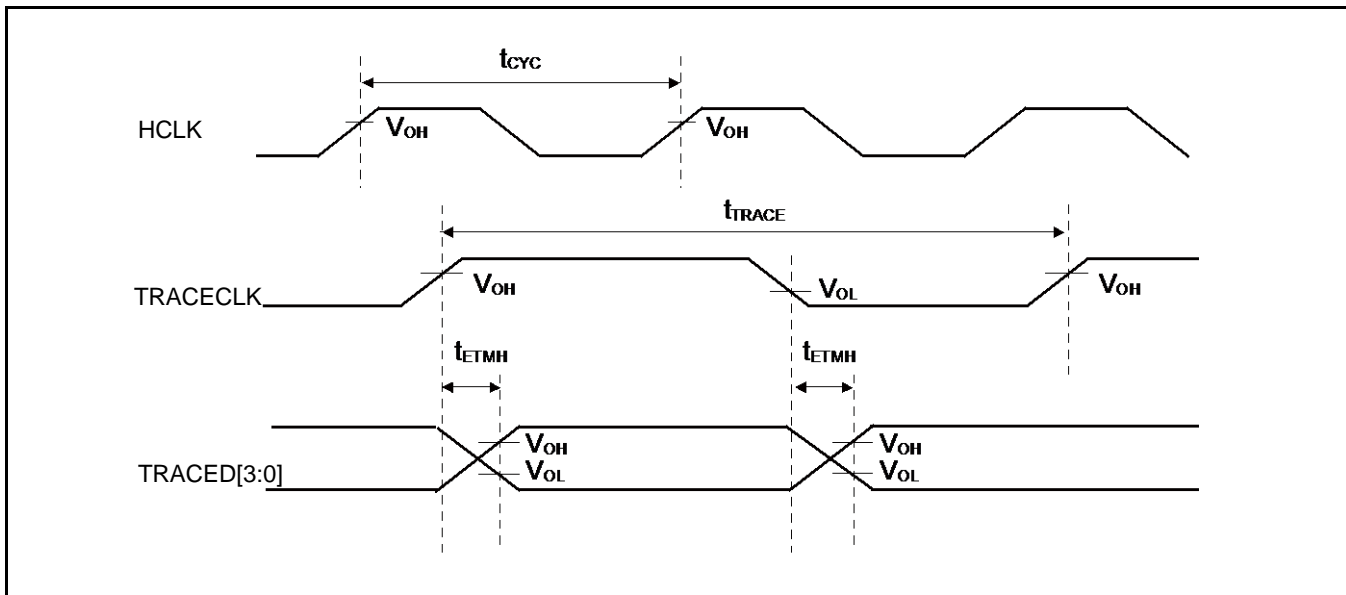 tCYC
HCLK
VOH
VOH
tTRACE
TRACECLK
VOH
VOL
VOH
tETMH
tETMH
TRACED[3:0]
VOH
VOH
VOL
VOL